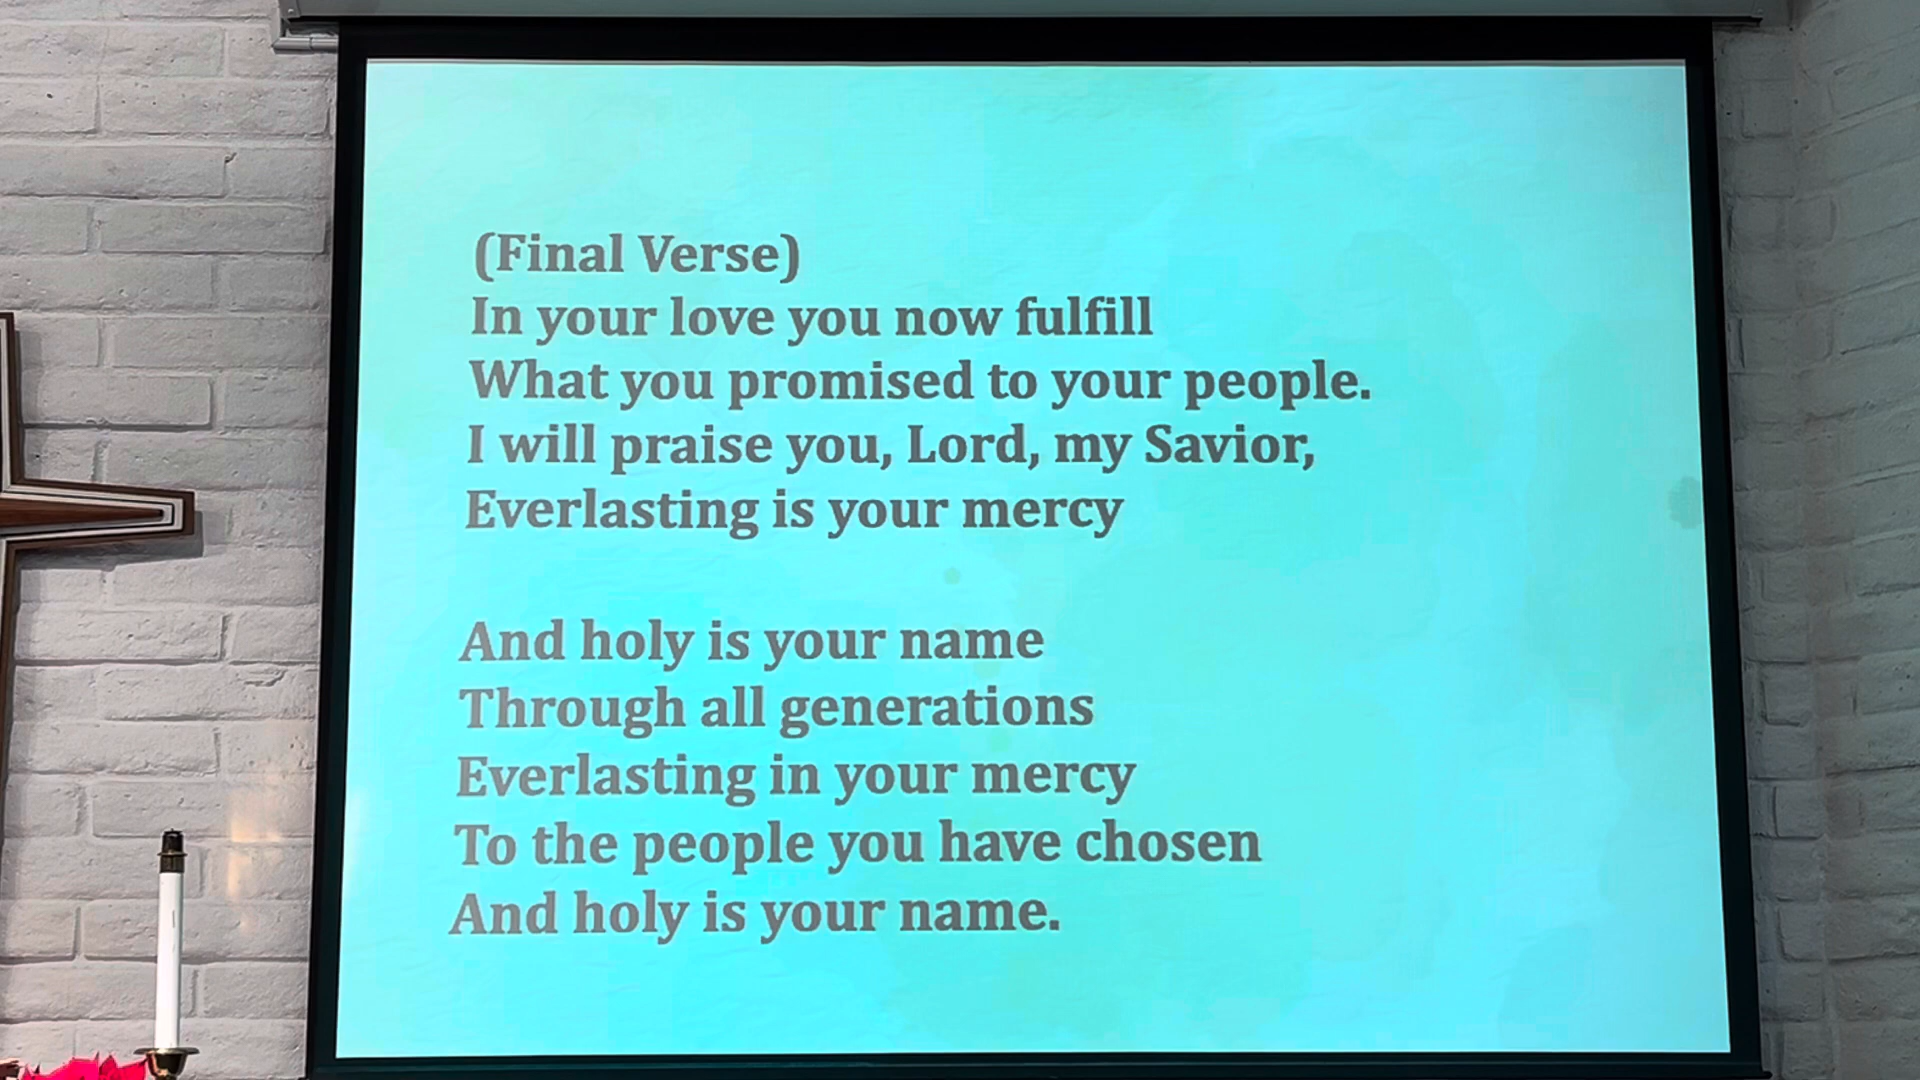 (Final Verse)
In your love you now fulfill
What you promised to your people.
I will praise you, Lord, my Savior,
Everlasting is your mercy
And holy is your name
Through all generations
Everlasting in your mercy
To the people you have chosen
And holy is your name.